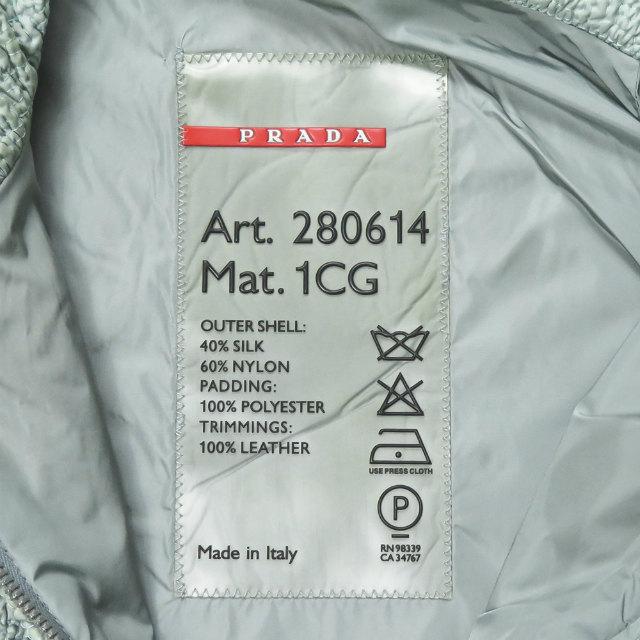 PRADA
Art. 280614
Mat. 1CG
OUTER SHELL:
40% SILK
60% NYLON
PADDING:
100% POLYESTER
TRIMMINGS:
100% LEATHER
USE PRESS CLOTH
P
Made in Italy
RN 98339
CA 34767